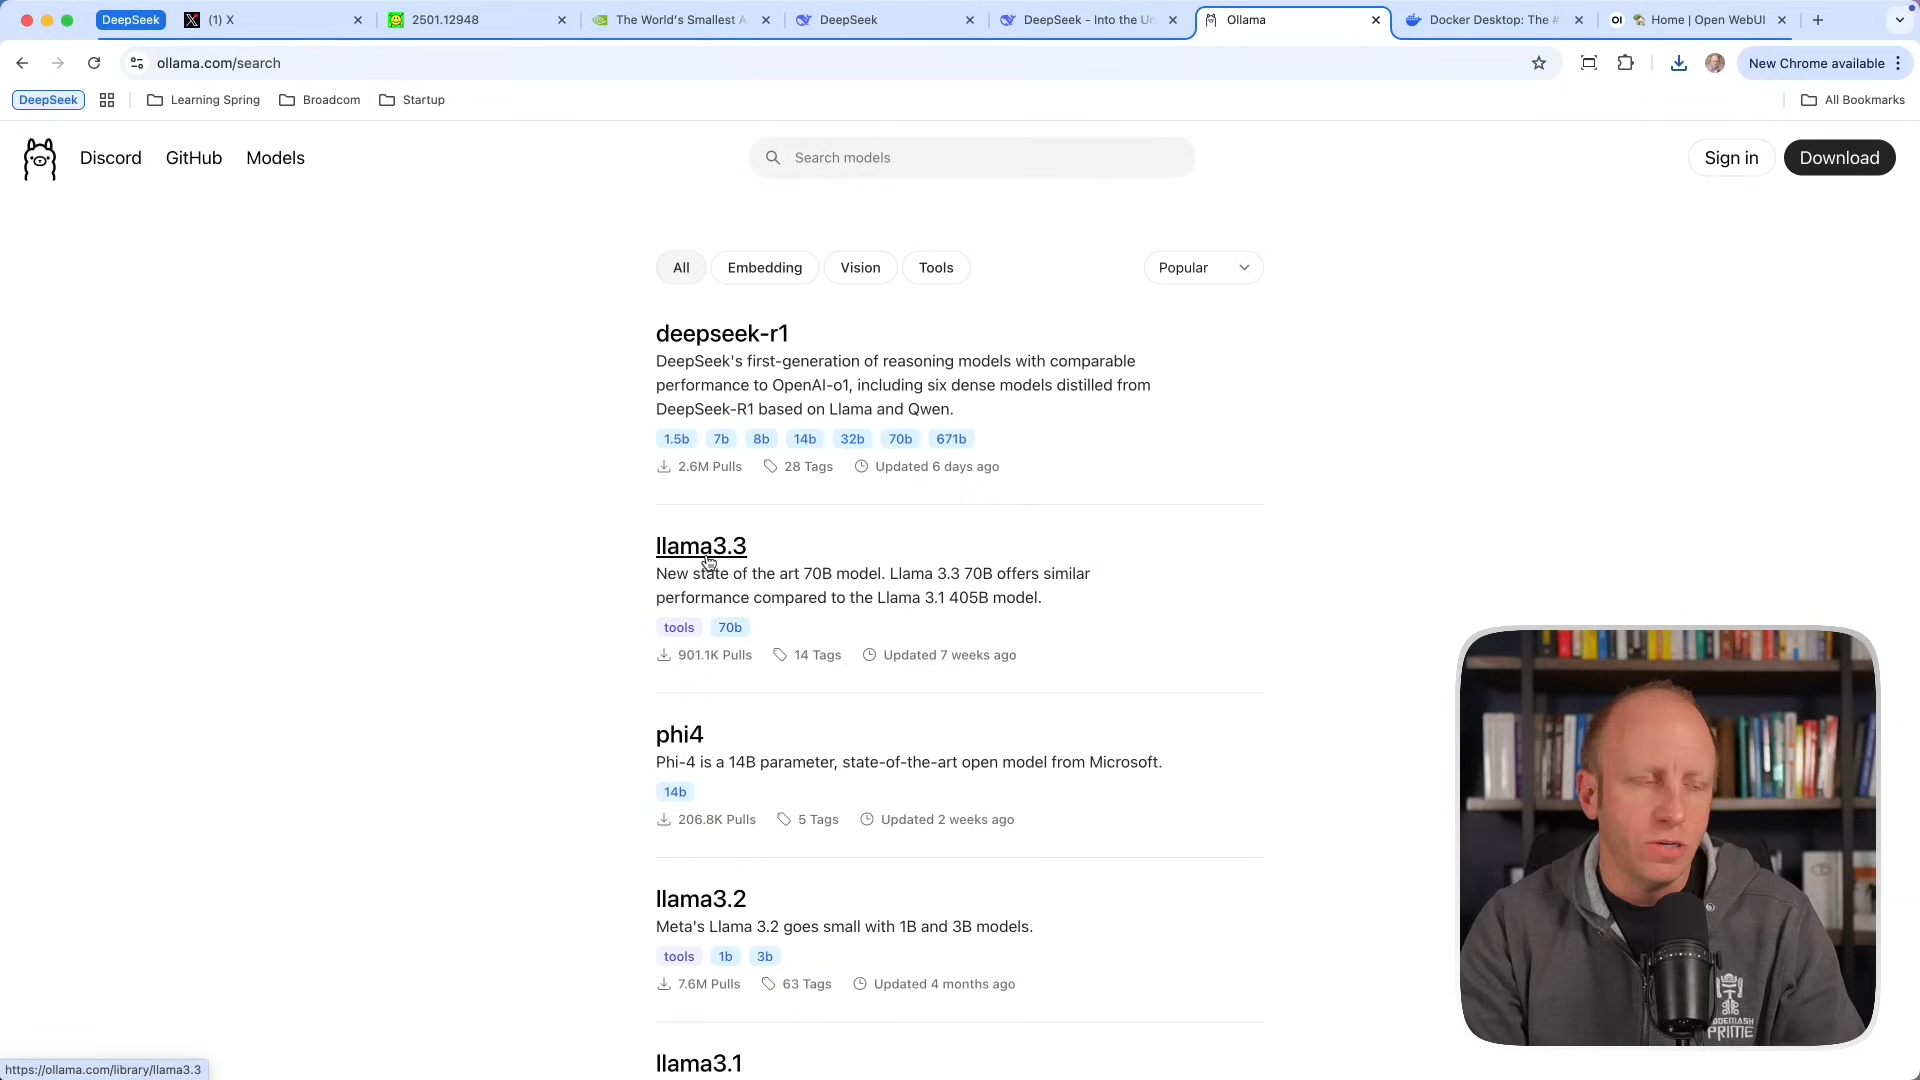 DeepSeek
(1) X
2501.12948
The World's Smallest A
DeepSeek
DeepSeek - Into the Un
Ollama
Docker Desktop: The #
OI
Home | Open WebUI
ollama.com/search
New Chrome available
DeepSeek
Learning Spring
Broadcom
Startup
All Bookmarks
Discord
GitHub
Models
Search models
Sign in
Download
All
Embedding
Vision
Tools
Popular
deepseek-r1
DeepSeek's first-generation of reasoning models with comparable
performance to OpenAI-o1, including six dense models distilled from
DeepSeek-R1 based on Llama and Qwen.
1.5b 7b 8b 14b 32b 70b 671b
2.6M Pulls 28 Tags Updated 6 days ago
llama3.3
New state of the art 70B model. Llama 3.3 70B offers similar
performance compared to the Llama 3.1 405B model.
tools 70b
901.1K Pulls 14 Tags Updated 7 weeks ago
phi4
Phi-4 is a 14B parameter, state-of-the-art open model from Microsoft.
14b
206.8K Pulls 5 Tags Updated 2 weeks ago
llama3.2
Meta's Llama 3.2 goes small with 1B and 3B models.
tools 1b 3b
7.6M Pulls 63 Tags Updated 4 months ago
llama3.1
https://ollama.com/library/llama3.3
PRIME